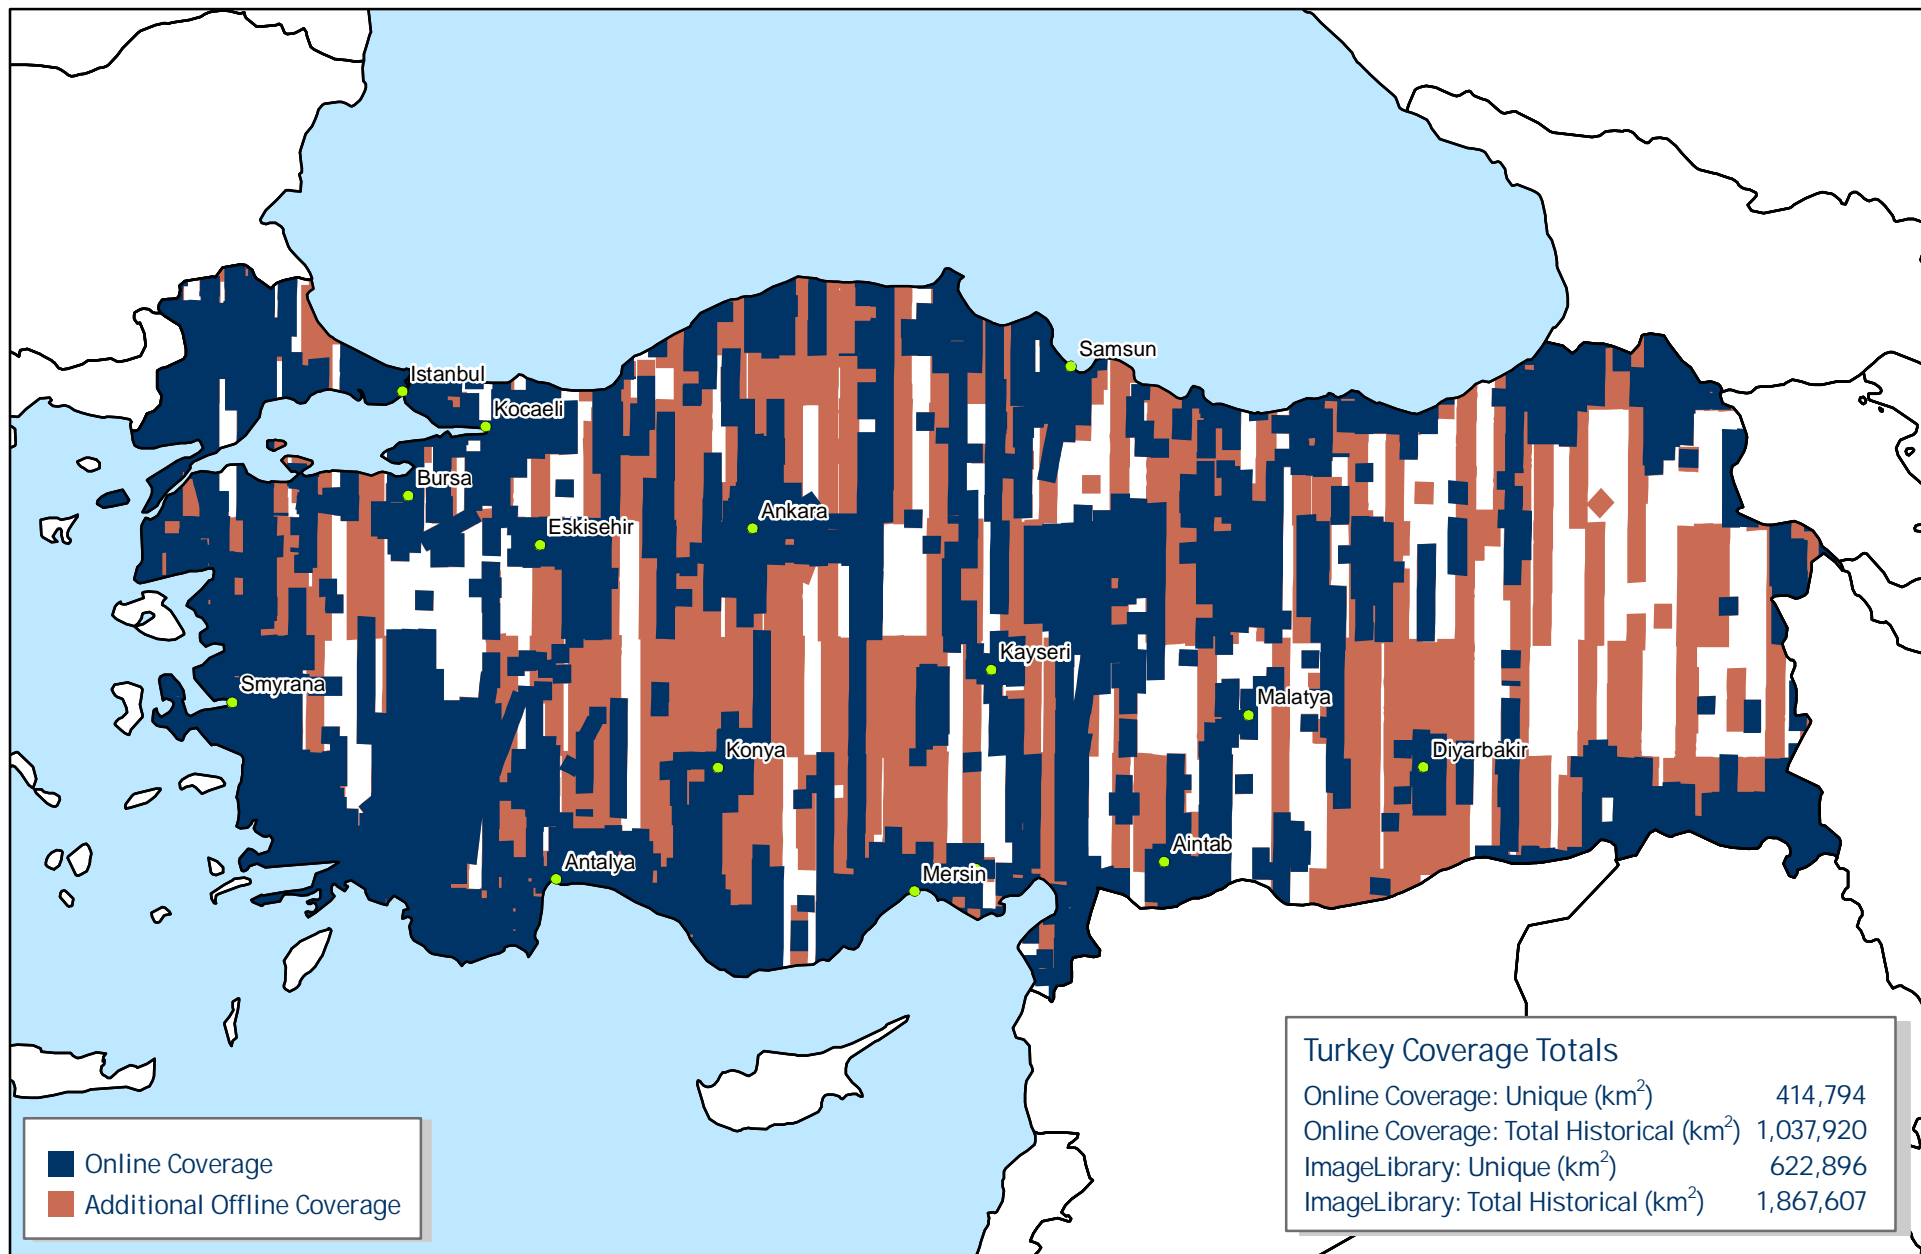 Samsun
Istanbul
Kocaeli
Bursa
Ankara
Eskisehir
Kayseri
Smyrana
Malatya
Konya
Diyarbakir
Aintab
Antalya
Mersin
Turkey Coverage Totals
Online Coverage: Unique (km²) 414,794
Online Coverage: Total Historical (km²) 1,037,920
ImageLibrary: Unique (km²) 622,896
ImageLibrary: Total Historical (km²) 1,867,607
Online Coverage
Additional Offline Coverage